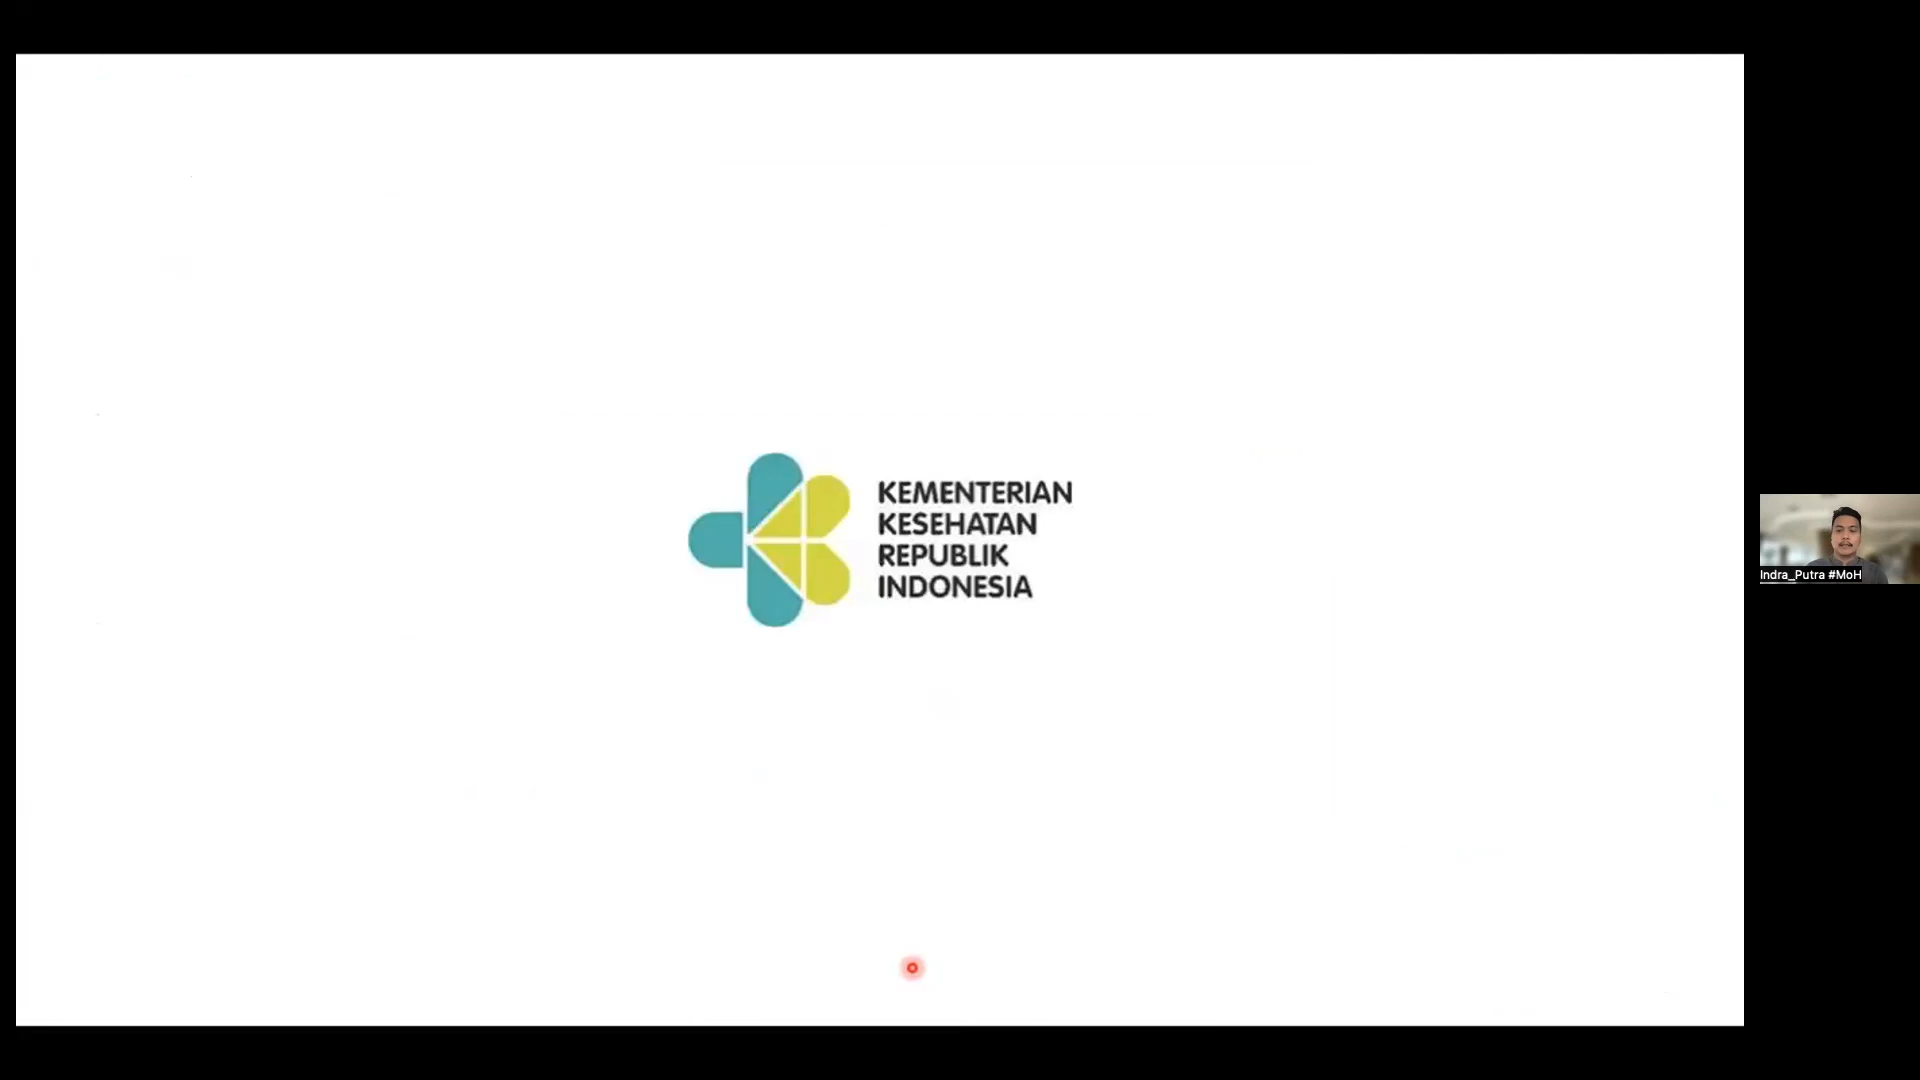 KEMENTERIAN
KESEHATAN
REPUBLIK
INDONESIA
Indra_Putra #MoH